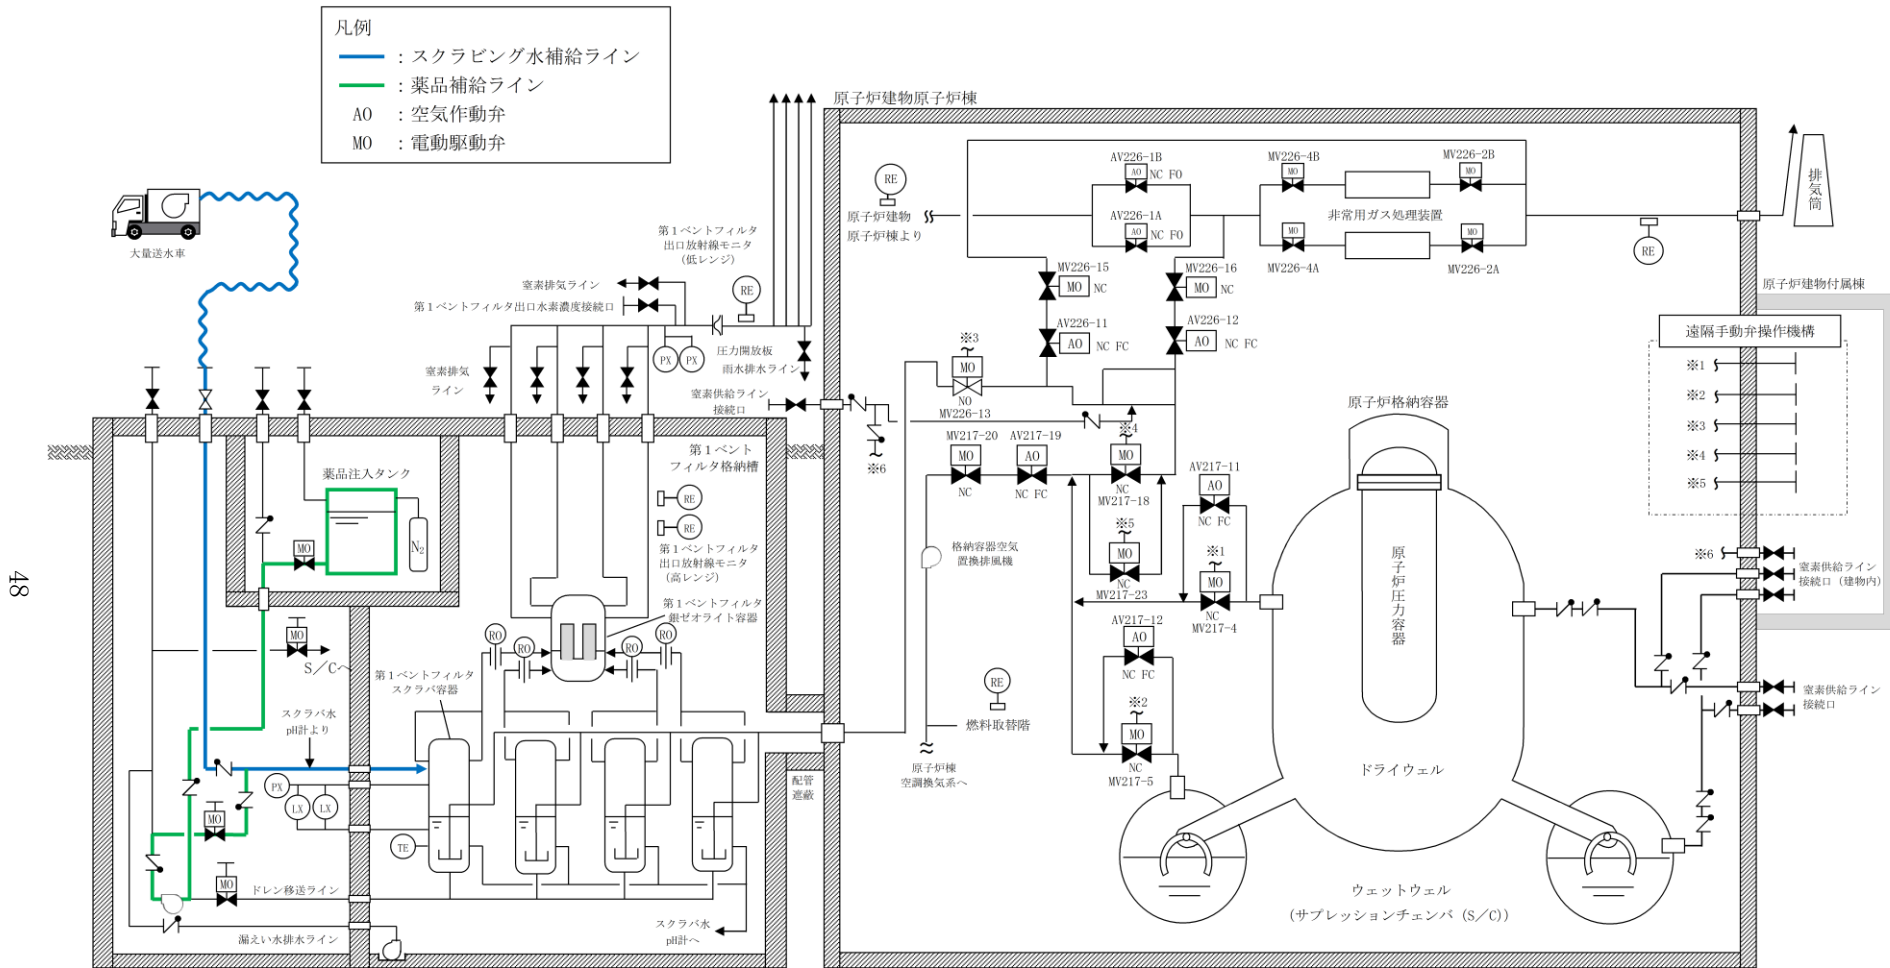 凡例
：スクラビング水補給ライン
：薬品補給ライン
AO ：空気作動弁
MO ：電動駆動弁
大量送水車
原子炉建物原子炉棟
RE
原子炉建物
原子炉棟より
AV226-1B
AO
NC FO
AV226-1A
AO
NC FO
MV226-4B
MO
MV226-2B
MO
非常用ガス処理装置
MO
MV226-4A
MO
MV226-2A
RE
排気筒
MV226-15
MO
NC
MV226-16
MO
NC
AV226-11
AO
NC FC
AV226-12
AO
NC FC
原子炉建物付属棟
遠隔手動弁操作機構
※1
※2
※3
※4
※5
※6
窒素供給ライン
接続口（建物内）
窒素供給ライン
接続口
第1ベントフィルタ
出口放射線モニタ
（低レンジ）
RE
窒素排気ライン
第1ベントフィルタ出口水素濃度接続口
PX
PX
圧力開放板
雨水排水ライン
窒素排気
ライン
窒素供給ライン
接続口
※6
※3
MO
NO
MV226-13
MV217-20
MO
NC
AV217-19
AO
NC FC
※4
MO
NC
MV217-18
※5
MO
NC
MV217-23
AV217-11
AO
NC FC
※1
MO
NC
MV217-4
AV217-12
AO
NC FC
※2
MO
NC
MV217-5
格納容器空気
置換排風機
RE
燃料取替階
原子炉棟
空調換気系へ
原子炉格納容器
原子炉圧力容器
ドライウェル
ウェットウェル
（サプレッションチェンバ（S／C））
第1ベント
フィルタ格納槽
RE
RE
第1ベントフィルタ
出口放射線モニタ
（高レンジ）
第1ベントフィルタ
銀ゼオライト容器
RO
RO
RO
RO
薬品注入タンク
N2
MO
MO
S／Cへ
第1ベントフィルタ
スクラバ容器
スクラバ水
pH計より
PX
LX
LX
TE
MO
MO
ドレン移送ライン
漏えい水排水ライン
スクラバ水
pH計へ
配管
遮蔽
48